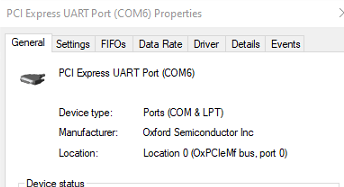 PCI Express UART Port (COM6) Properties
General Settings FIFOs Data Rate Driver Details Events
PCI Express UART Port (COM6)
Device type: Ports (COM & LPT)
Manufacturer: Oxford Semiconductor Inc
Location: Location 0 (OxPCIeMf bus, port 0)
Device status